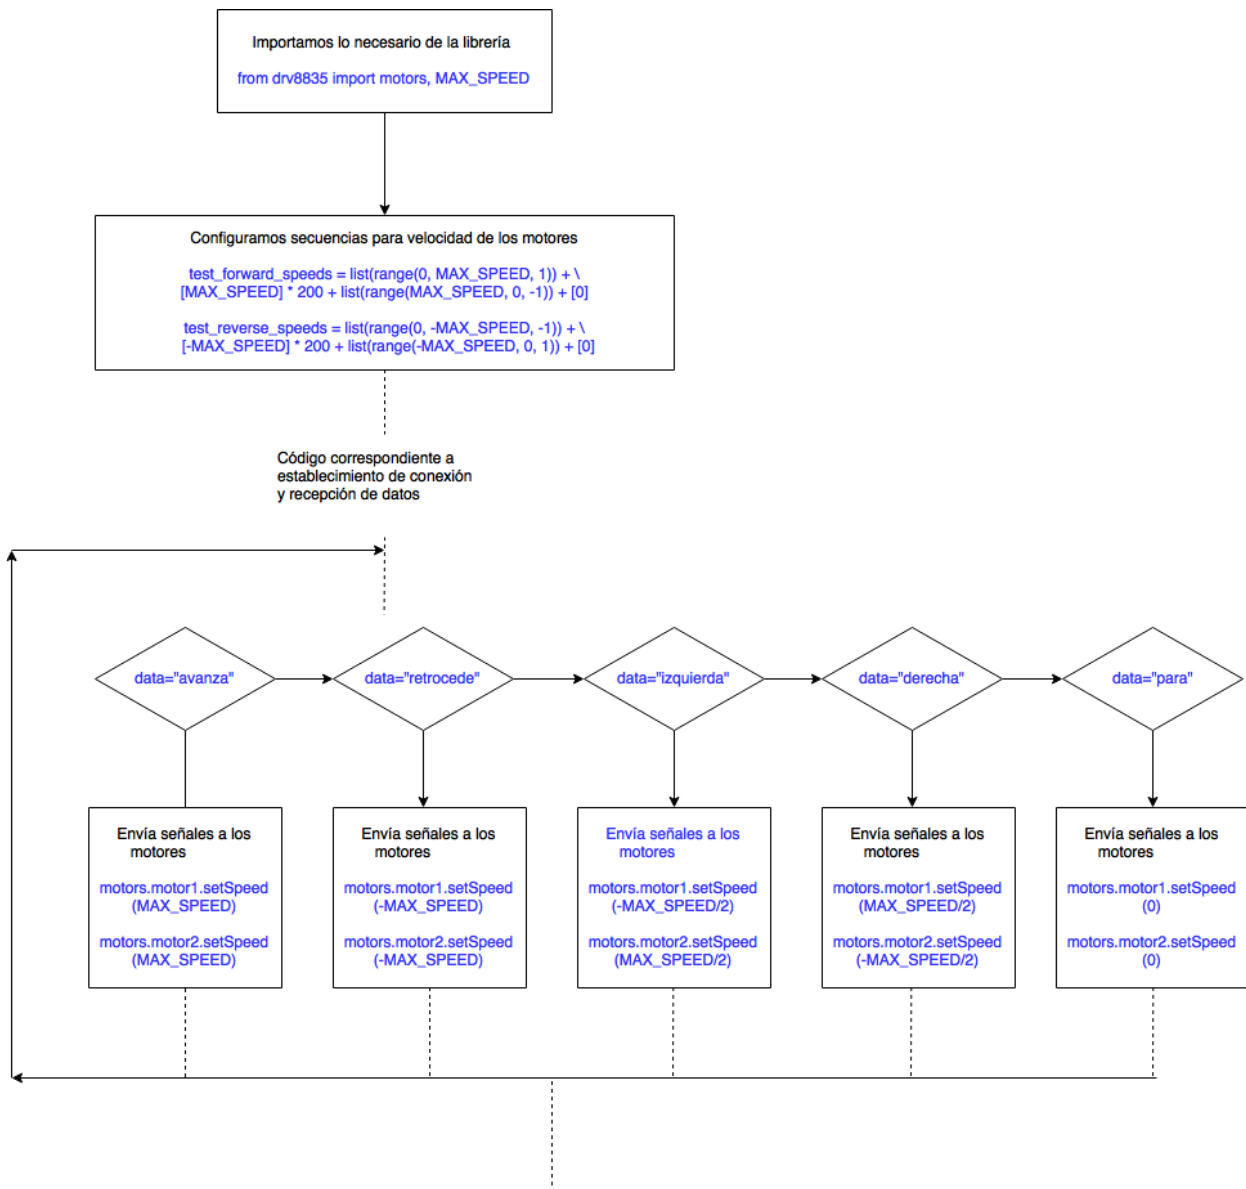 Importamos lo necesario de la librería
from drv8835 import motors, MAX_SPEED
Configuramos secuencias para velocidad de los motores
test_forward_speeds = list(range(0, MAX_SPEED, 1)) + \
[MAX_SPEED] * 200 + list(range(MAX_SPEED, 0, -1)) + [0]
test_reverse_speeds = list(range(0, -MAX_SPEED, -1)) + \
[-MAX_SPEED] * 200 + list(range(-MAX_SPEED, 0, 1)) + [0]
Código correspondiente a
establecimiento de conexión
y recepción de datos
data="avanza"
data="retrocede"
data="izquierda"
data="derecha"
data="para"
Envía señales a los
motores
motors.motor1.setSpeed
(MAX_SPEED)
motors.motor2.setSpeed
(MAX_SPEED)
Envía señales a los
motores
motors.motor1.setSpeed
(-MAX_SPEED)
motors.motor2.setSpeed
(-MAX_SPEED)
Envía señales a los
motores
motors.motor1.setSpeed
(-MAX_SPEED/2)
motors.motor2.setSpeed
(MAX_SPEED/2)
Envía señales a los
motores
motors.motor1.setSpeed
(MAX_SPEED/2)
motors.motor2.setSpeed
(-MAX_SPEED/2)
Envía señales a los
motores
motors.motor1.setSpeed
(0)
motors.motor2.setSpeed
(0)